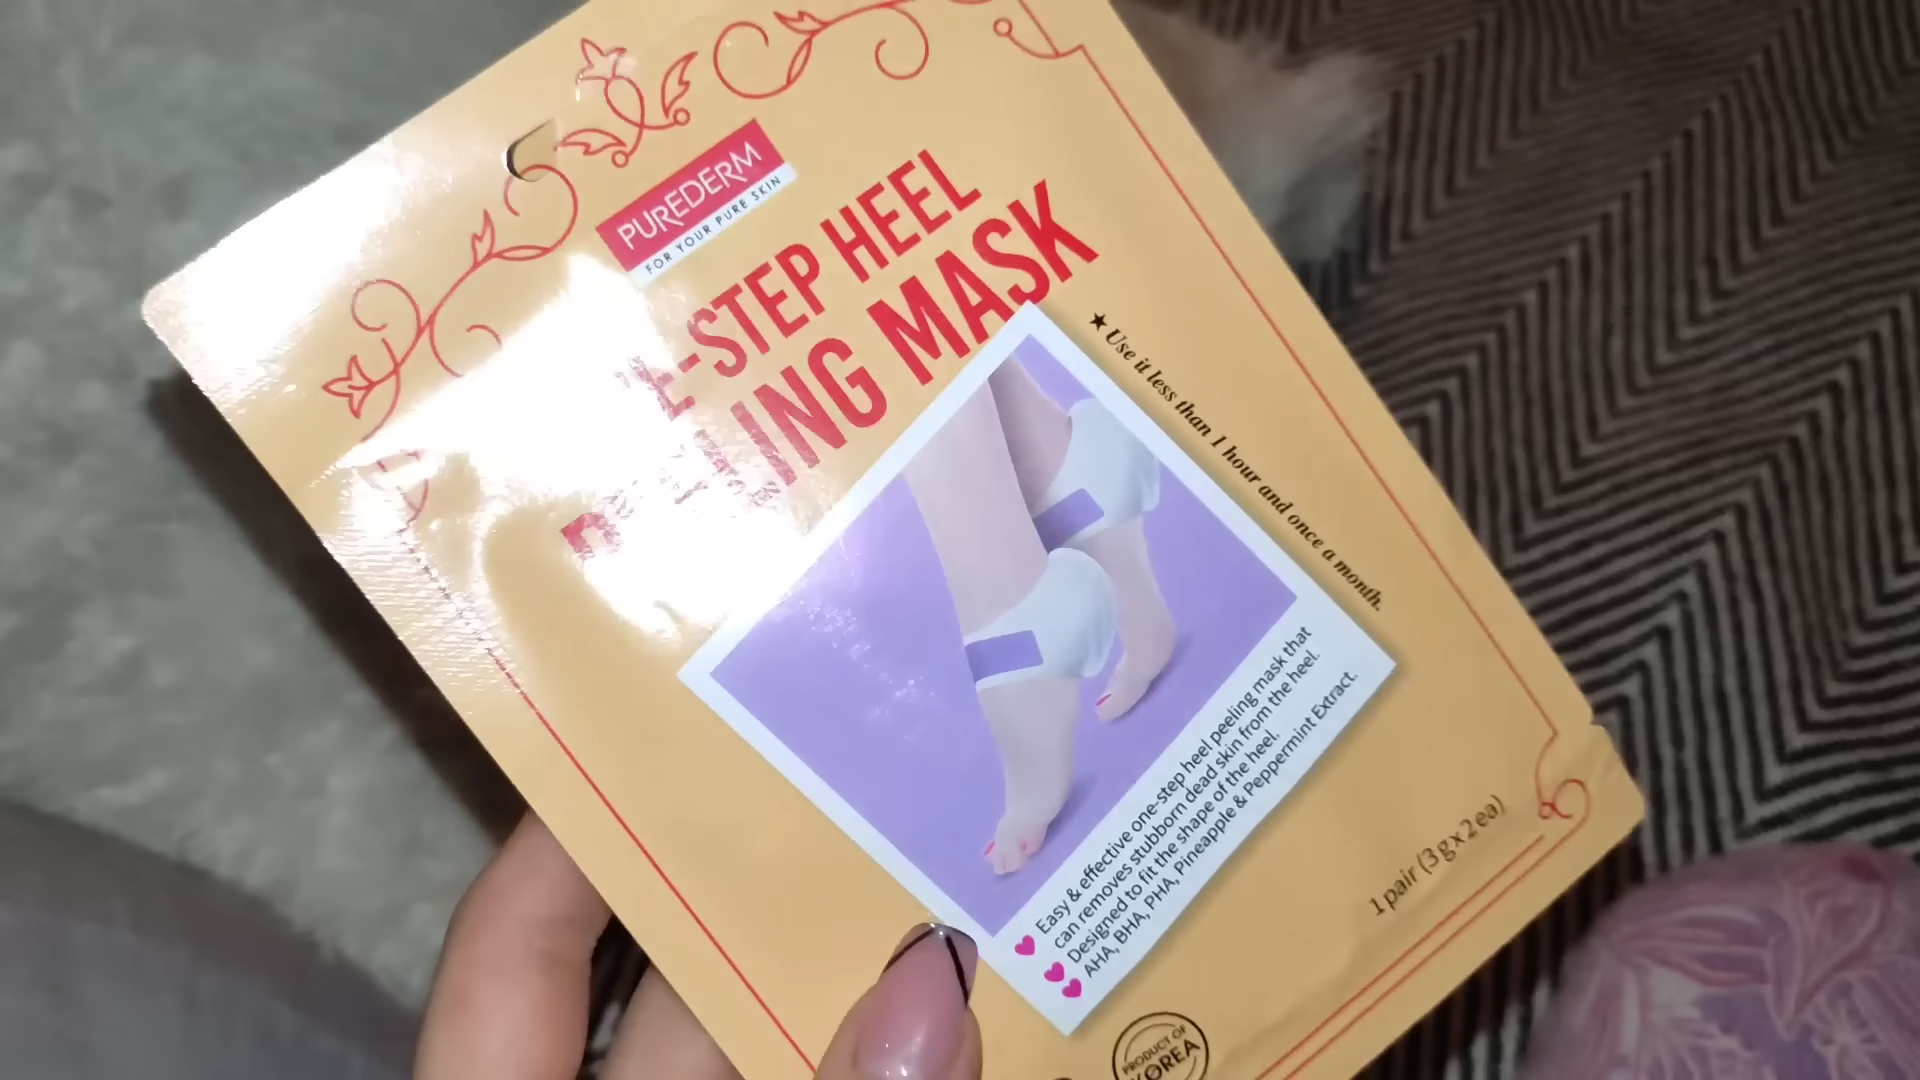 PUREDERM
FOR YOUR PURE SKIN
E-STEP HEEL
LING MASK
★ Use it less than 1 hour and once a month.
Easy & effective one-step heel peeling mask that
can removes stubborn dead skin from the heel.
Designed to fit the shape of the heel.
AHA, BHA, PHA, Pineapple & Peppermint Extract.
1 pair (3g x 2ea)
PRODUCT OF
KOREA